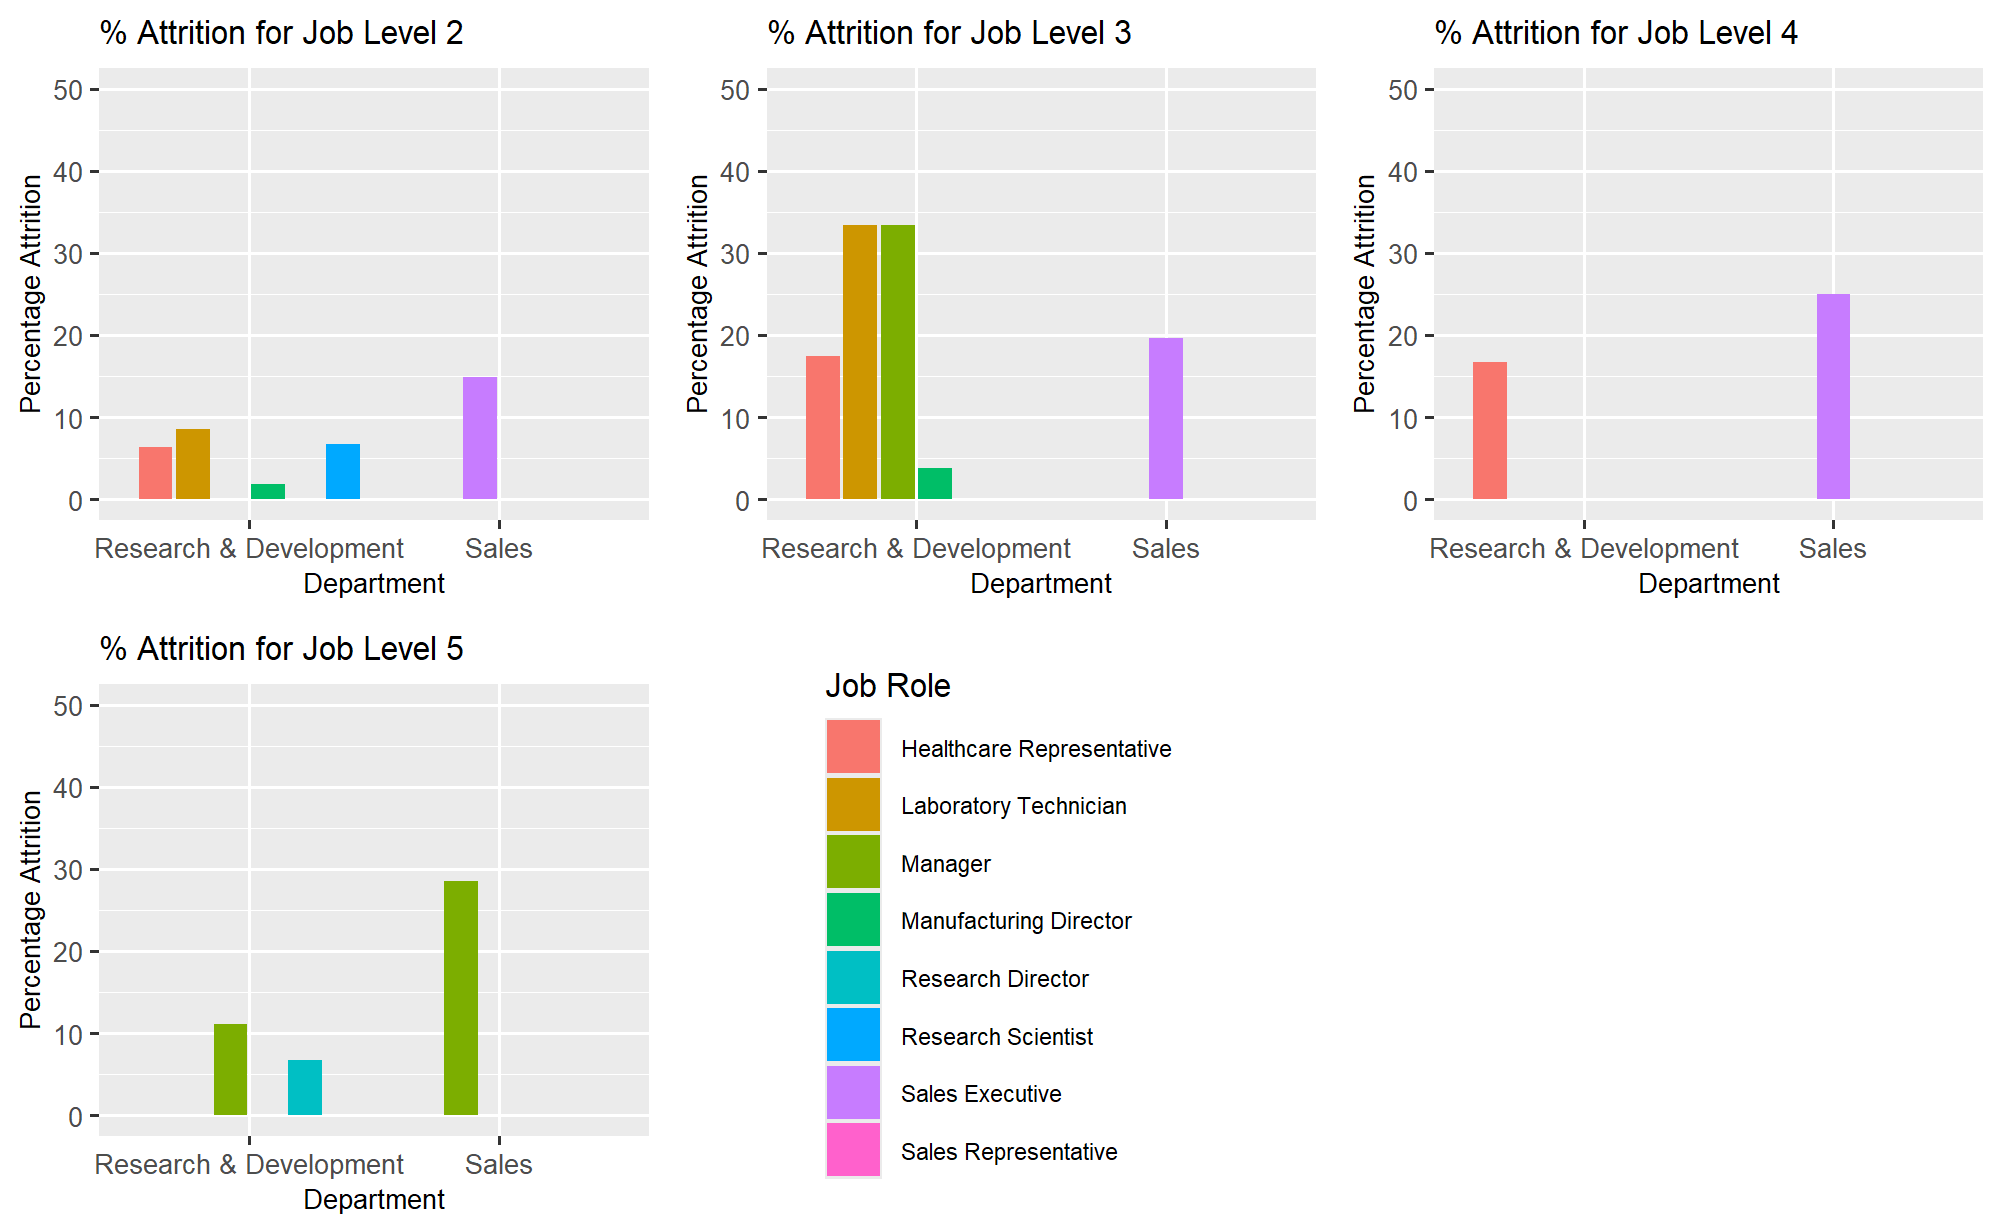 % Attrition for Job Level 2
50
40
30
20
10
0
Percentage Attrition
Research & Development
Sales
Department
% Attrition for Job Level 3
50
40
30
20
10
0
Percentage Attrition
Research & Development
Sales
Department
% Attrition for Job Level 4
50
40
30
20
10
0
Percentage Attrition
Research & Development
Sales
Department
% Attrition for Job Level 5
50
40
30
20
10
0
Percentage Attrition
Research & Development
Sales
Department
Job Role
Healthcare Representative
Laboratory Technician
Manager
Manufacturing Director
Research Director
Research Scientist
Sales Executive
Sales Representative